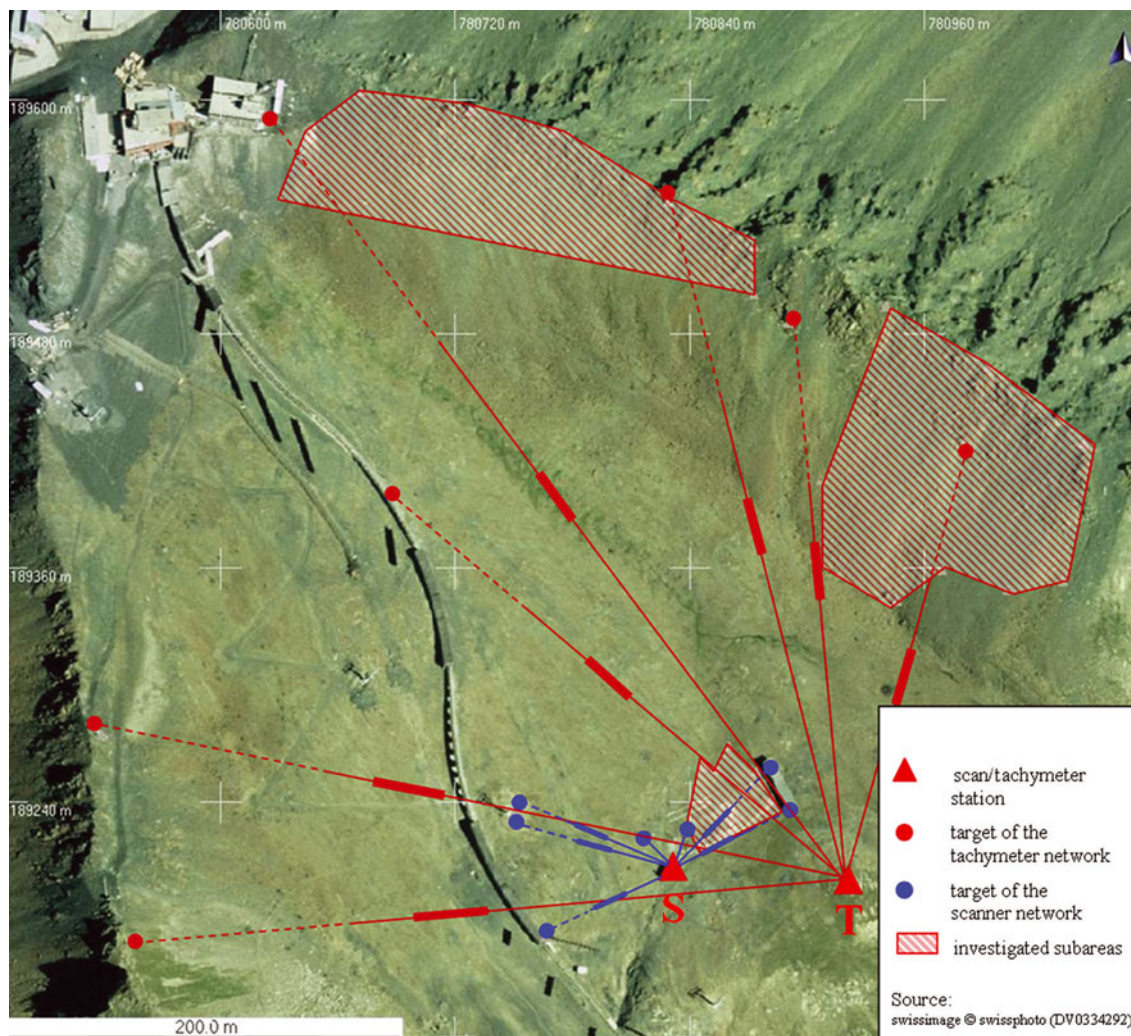 780600 m
780720 m
780840 m
780960 m
189600 m
189480 m
189360 m
189240 m
S
T
scan/tachymeter
station
target of the
tachymeter network
target of the
scanner network
investigated subareas
Source:
swissimage © swissphoto (DV0334292)
200.0 m